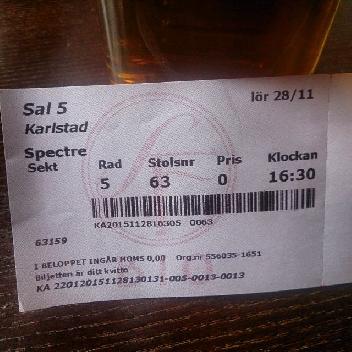 lör 28/11
Sal 5
Karlstad
Spectre
Sekt Rad Stolsnr Pris Klockan
5 63 0 16:30
KA2015112816305 0063
63159
I BELOPPET INGÅR MOMS 0,00 Org.nr 556035-1651
Biljetten är ditt kvitto
KA 220120151128130131-005-0013-0013